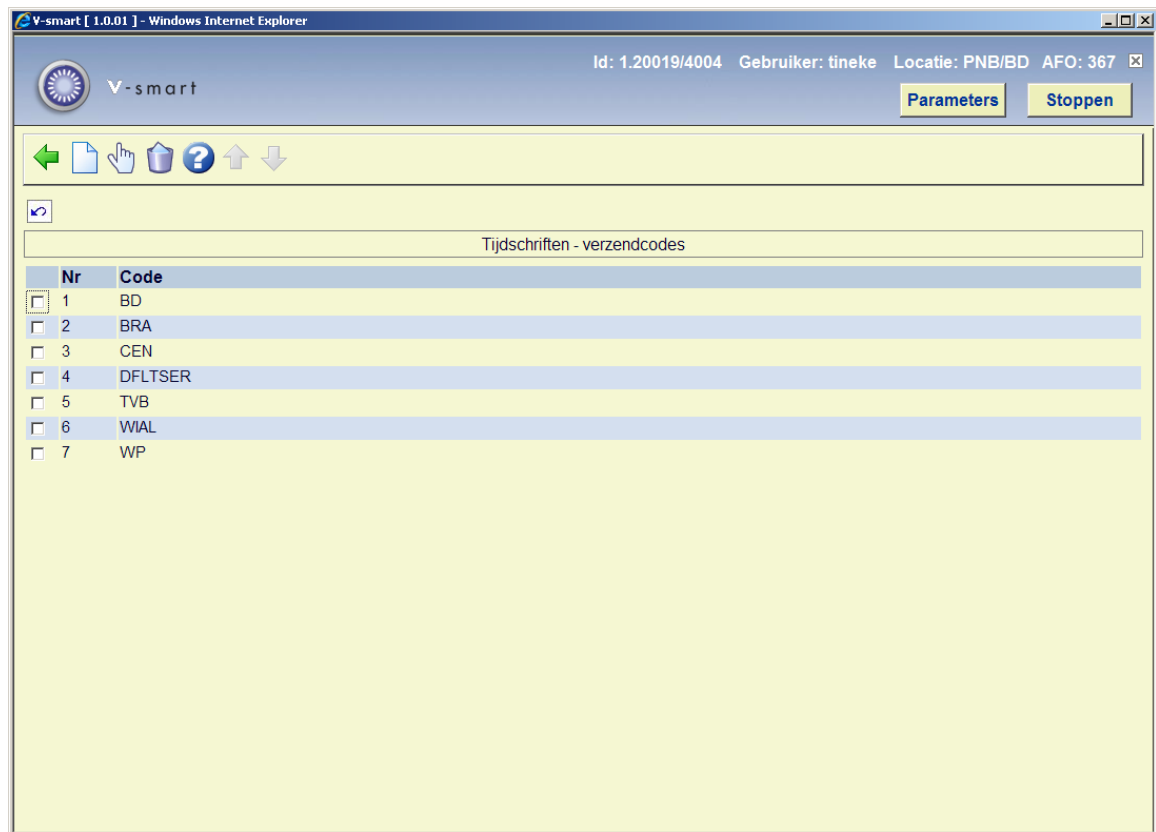 V-smart [ 1.0.01 ] - Windows Internet Explorer
Id: 1.20019/4004 Gebruiker: tineke Locatie: PNB/BD AFO: 367
V-smart
Parameters Stoppen
Tijdschriften - verzendcodes
Nr Code
1 BD
2 BRA
3 CEN
4 DFLTSER
5 TVB
6 WIAL
7 WP